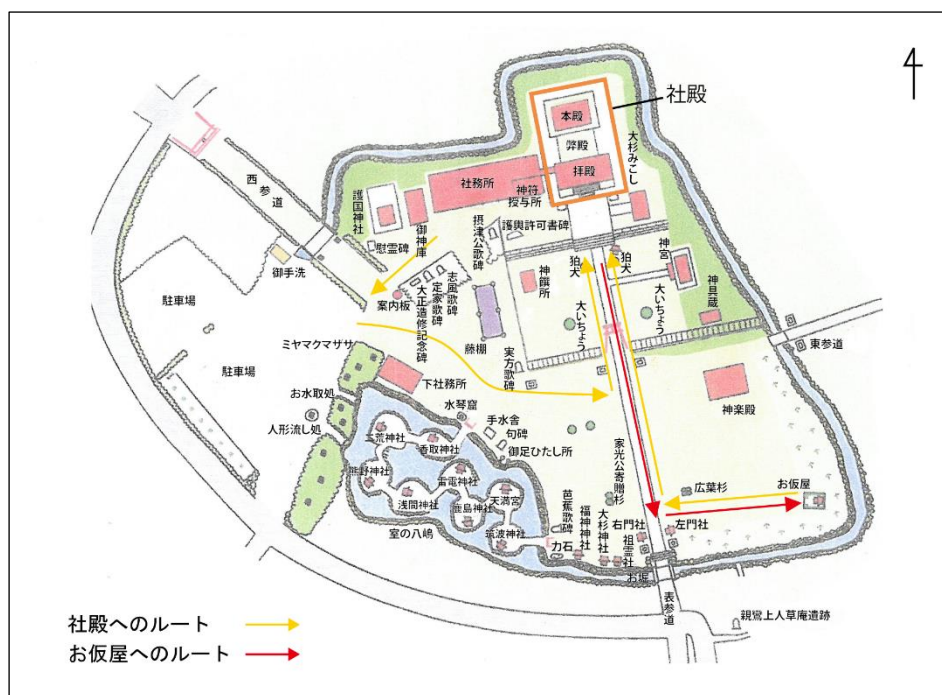 社殿
本殿
弊殿
拝殿
大杉みこし
社務所
神符
授与所
西参道
護国神社
御神庫
慰霊碑
摂津公歌碑
護輿許可書碑
御手洗
駐車場
案内板
志風歌碑
定家歌碑
大正造修記念碑
狛犬
狛犬
神宮
神饌所
神具蔵
大いちょう
大いちょう
藤棚
実方歌碑
東参道
駐車場
ミヤマクマザサ
下社務所
お水取処
人形流し処
水琴窟
手水舎
句碑
御足ひたし所
神楽殿
二荒神社
香取神社
熊野神社
雷電神社
浅間神社
鹿島神社
天満宮
筑波神社
室の八嶋
家光公寄贈杉
広葉杉
お仮屋
芭蕉歌碑
力石
福神神社
大杉神社
祖霊社
右門社
左門社
お堀
表参道
親鸞上人草庵遺跡
社殿へのルート
お仮屋へのルート